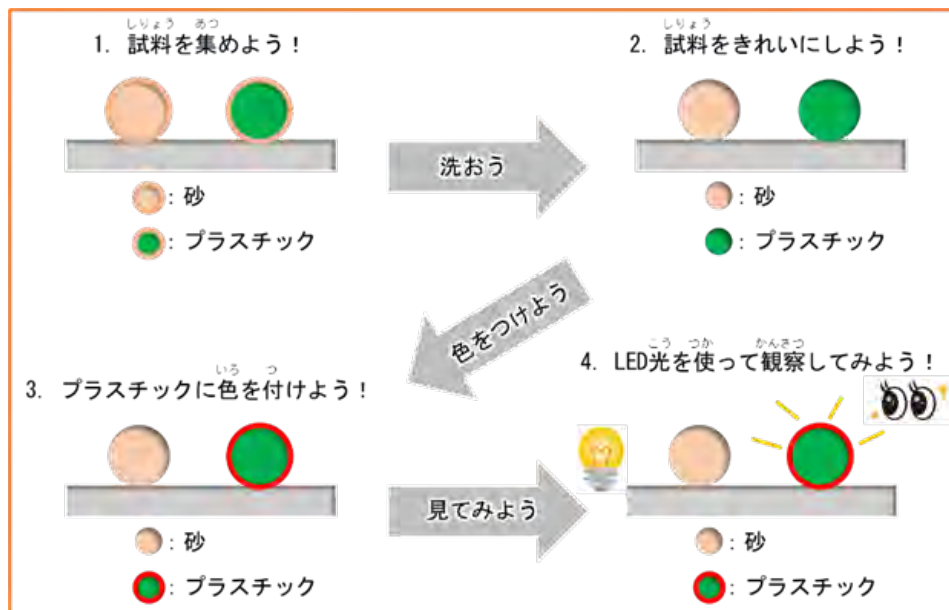 しりょう あつ
1. 試料を集めよう！
: 砂
: プラスチック
洗おう
しりょう
2. 試料をきれいにしよう！
: 砂
: プラスチック
色をつけよう
いろ つ
3. プラスチックに色を付けよう！
: 砂
: プラスチック
見てみよう
こう つか かんさつ
4. LED光を使って観察してみよう！
: 砂
: プラスチック